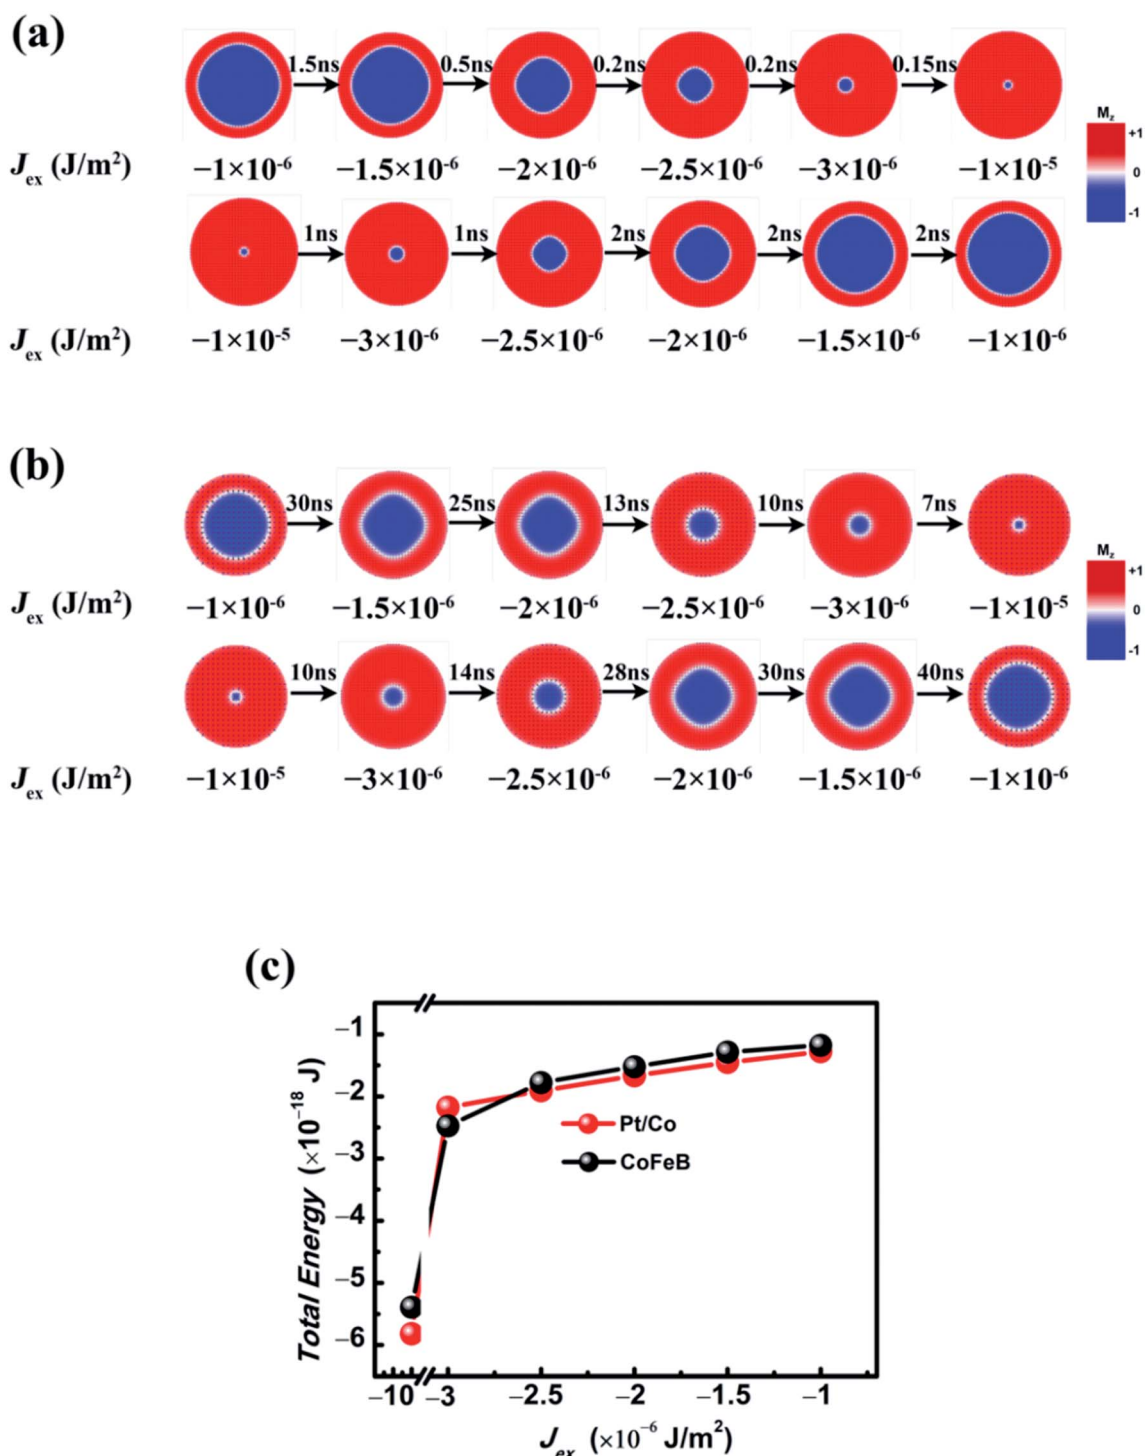 (a)
1.5ns 0.5ns 0.2ns 0.2ns 0.15ns
M_z
+1
0
-1
J_ex (J/m²) −1×10⁻⁶ −1.5×10⁻⁶ −2×10⁻⁶ −2.5×10⁻⁶ −3×10⁻⁶ −1×10⁻⁵
1ns 1ns 2ns 2ns 2ns
J_ex (J/m²) −1×10⁻⁵ −3×10⁻⁶ −2.5×10⁻⁶ −2×10⁻⁶ −1.5×10⁻⁶ −1×10⁻⁶
(b)
30ns 25ns 13ns 10ns 7ns
M_z
+1
0
-1
J_ex (J/m²) −1×10⁻⁶ −1.5×10⁻⁶ −2×10⁻⁶ −2.5×10⁻⁶ −3×10⁻⁶ −1×10⁻⁵
10ns 14ns 28ns 30ns 40ns
J_ex (J/m²) −1×10⁻⁵ −3×10⁻⁶ −2.5×10⁻⁶ −2×10⁻⁶ −1.5×10⁻⁶ −1×10⁻⁶
(c)
Total Energy (×10⁻¹⁸ J)
−1
−2
−3
−4
−5
−6
Pt/Co
CoFeB
−10 −3 −2.5 −2 −1.5 −1
J_ex (×10⁻⁶ J/m²)